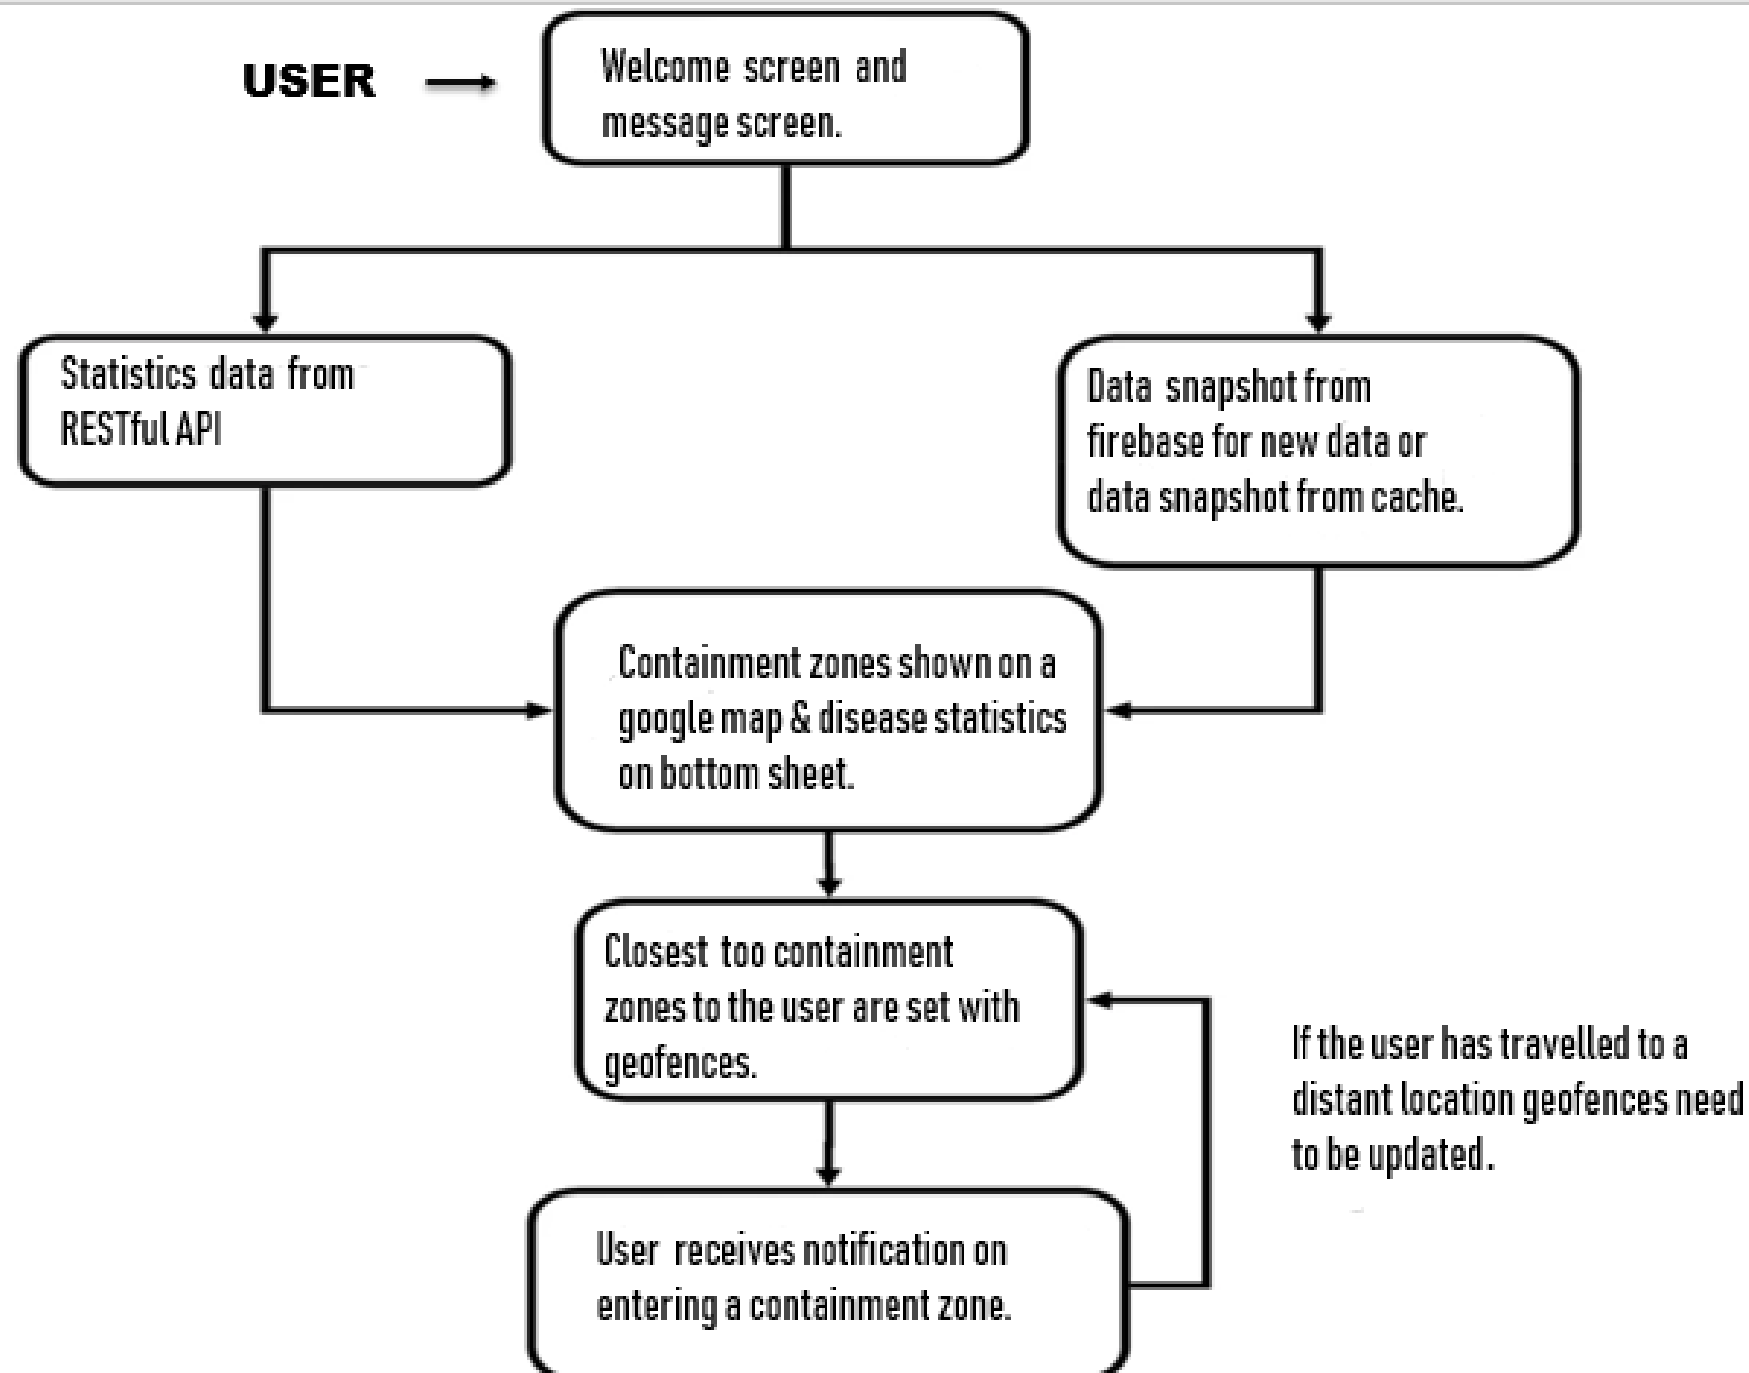 USER
Welcome screen and
message screen.
Statistics data from
RESTful API
Data snapshot from
firebase for new data or
data snapshot from cache.
Containment zones shown on a
google map & disease statistics
on bottom sheet.
Closest too containment
zones to the user are set with
geofences.
If the user has travelled to a
distant location geofences need
to be updated.
User receives notification on
entering a containment zone.